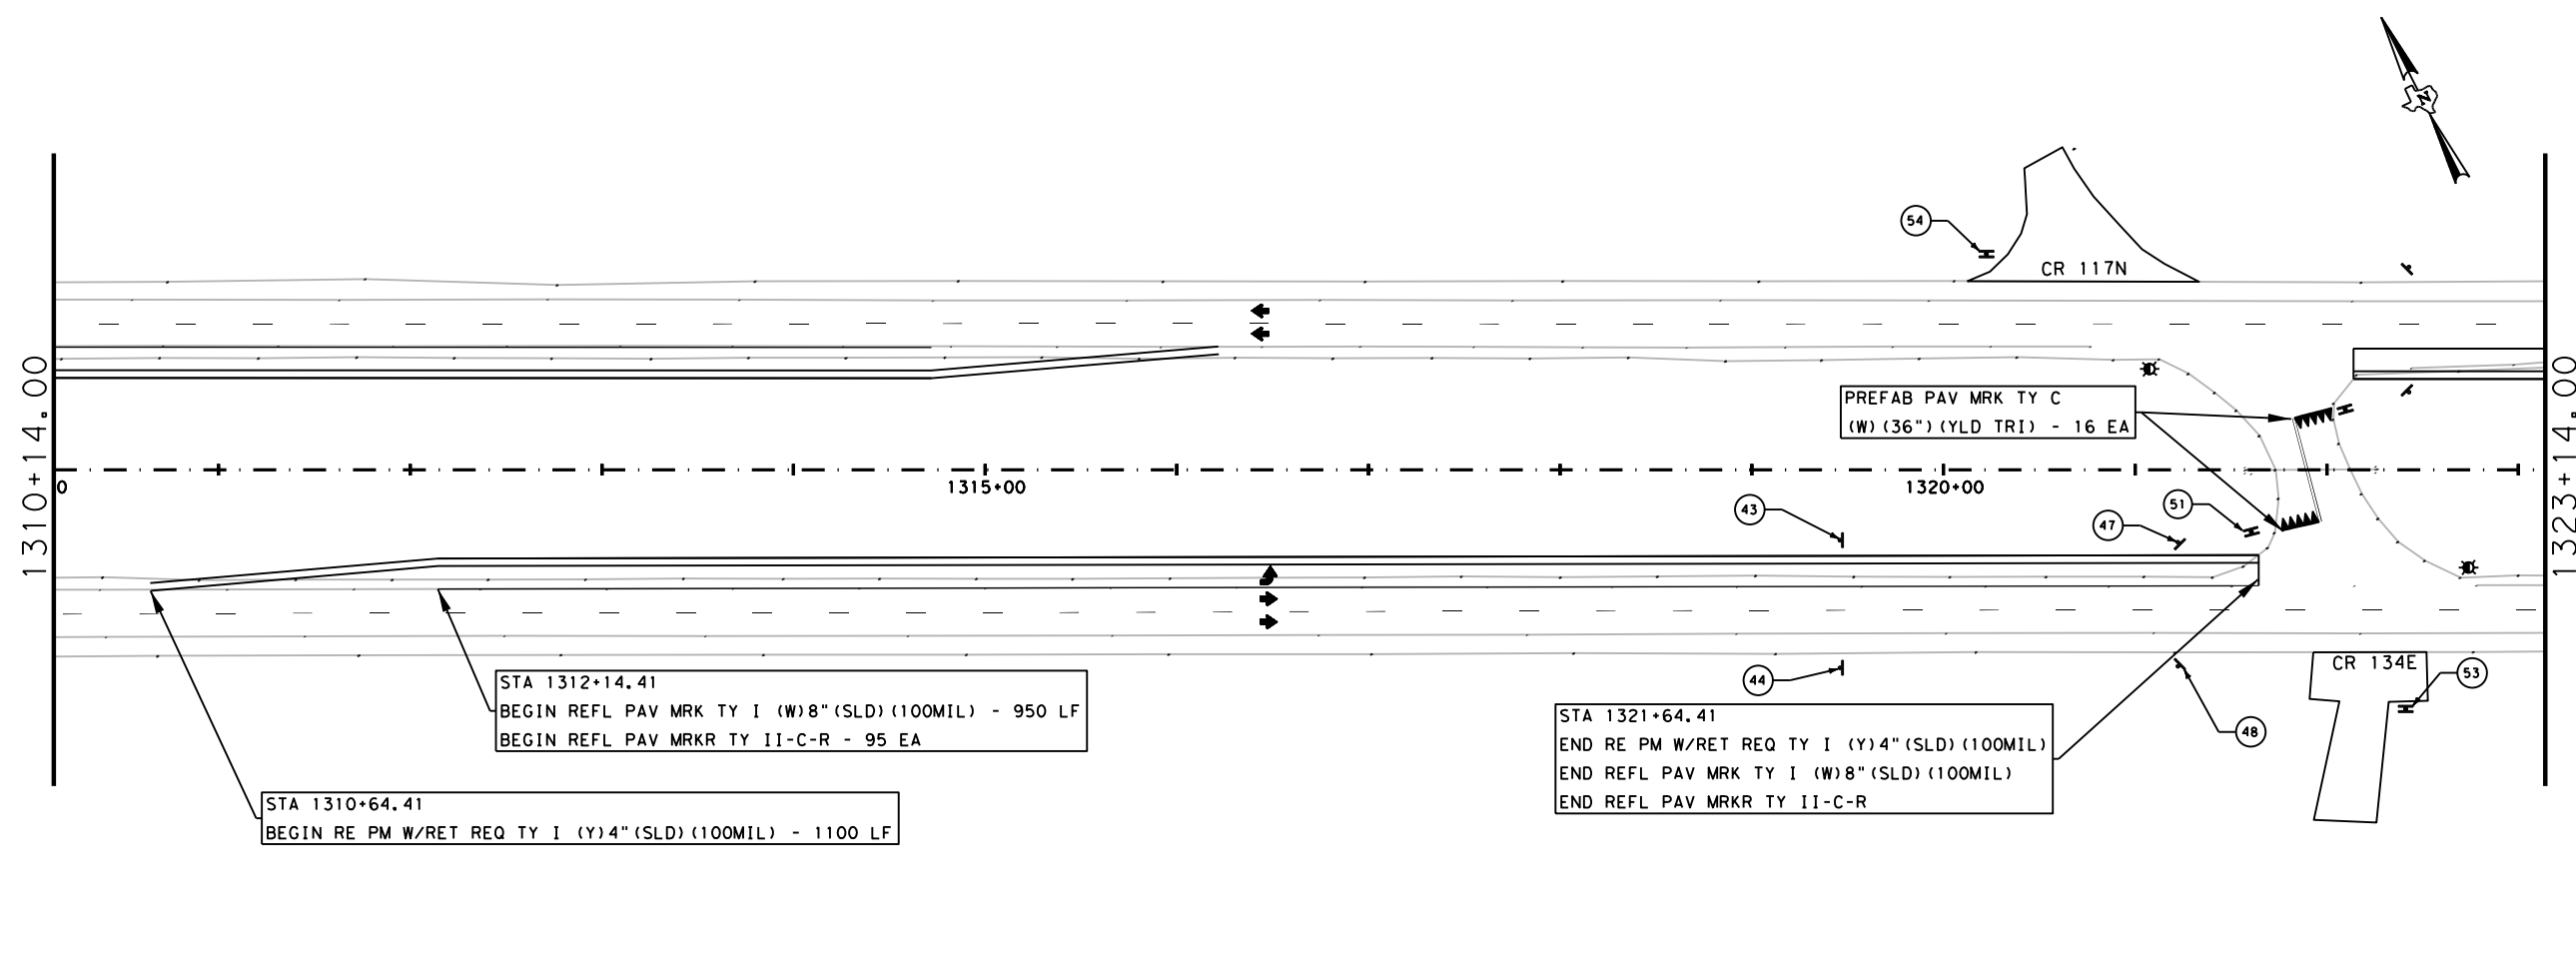 N
54
CR 117N
1310+14.00
1323+14.00
PREFAB PAV MRK TY C
(W)(36")(YLD TRI) - 16 EA
0
1315+00
1320+00
43
47
51
44
48
CR 134E
53
STA 1312+14.41
BEGIN REFL PAV MRK TY I (W)8"(SLD)(100MIL) - 950 LF
BEGIN REFL PAV MRKR TY II-C-R - 95 EA
STA 1321+64.41
END RE PM W/RET REQ TY I (Y)4"(SLD)(100MIL)
END REFL PAV MRK TY I (W)8"(SLD)(100MIL)
END REFL PAV MRKR TY II-C-R
STA 1310+64.41
BEGIN RE PM W/RET REQ TY I (Y)4"(SLD)(100MIL) - 1100 LF